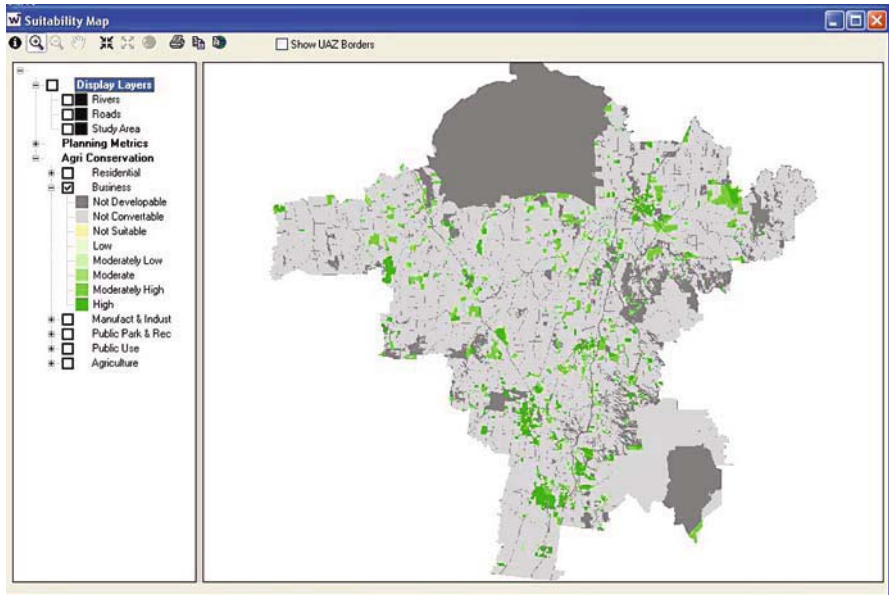 Suitability Map
Show UAZ Borders
Display Layers
Rivers
Roads
Study Area
Planning Metrics
Agri Conservation
Residential
Business
Not Developable
Not Convertable
Not Suitable
Low
Moderately Low
Moderate
Moderately High
High
Manufact & Indust
Public Park & Rec
Public Use
Agriculture